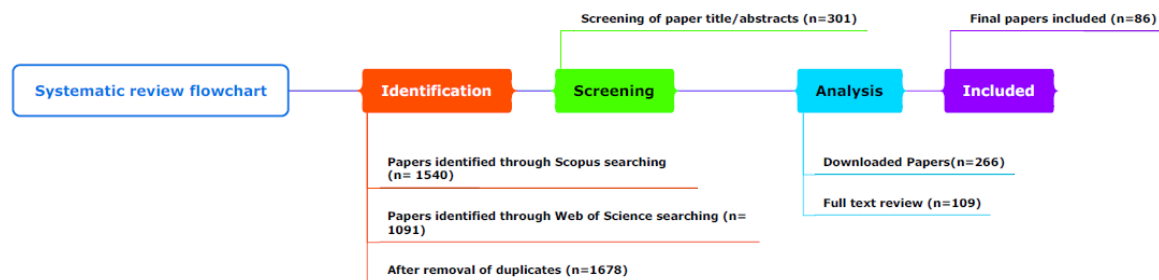 Screening of paper title/abstracts (n=301)
Final papers included (n=86)
Systematic review flowchart
Identification
Screening
Analysis
Included
Papers identified through Scopus searching
(n= 1540)
Downloaded Papers(n=266)
Papers identified through Web of Science searching (n=
1091)
Full text review (n=109)
After removal of duplicates (n=1678)